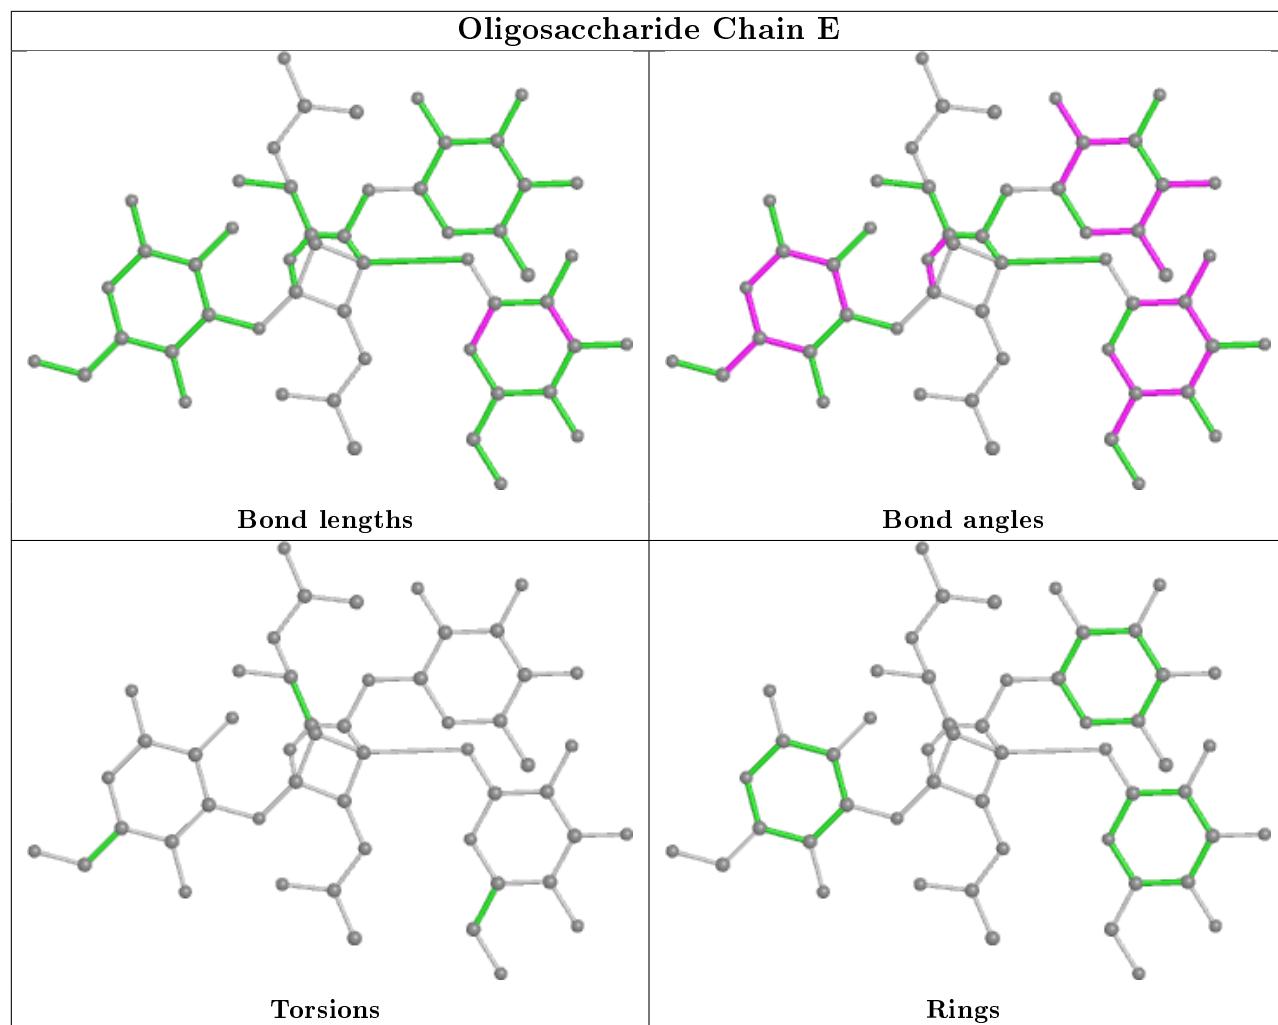 Oligosaccharide Chain E
Bond lengths
Bond angles
Torsions
Rings